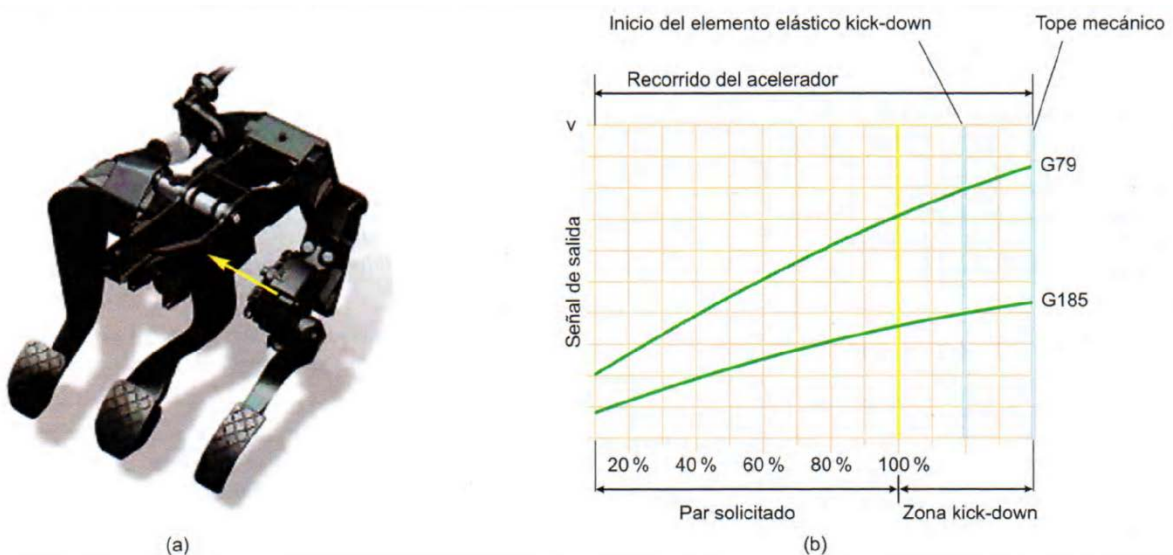 Inicio del elemento elástico kick-down
Tope mecánico
Recorrido del acelerador
V
Señal de salida
G79
G185
20 % 40 % 60 % 80 % 100 %
Par solicitado
Zona kick-down
(a)
(b)